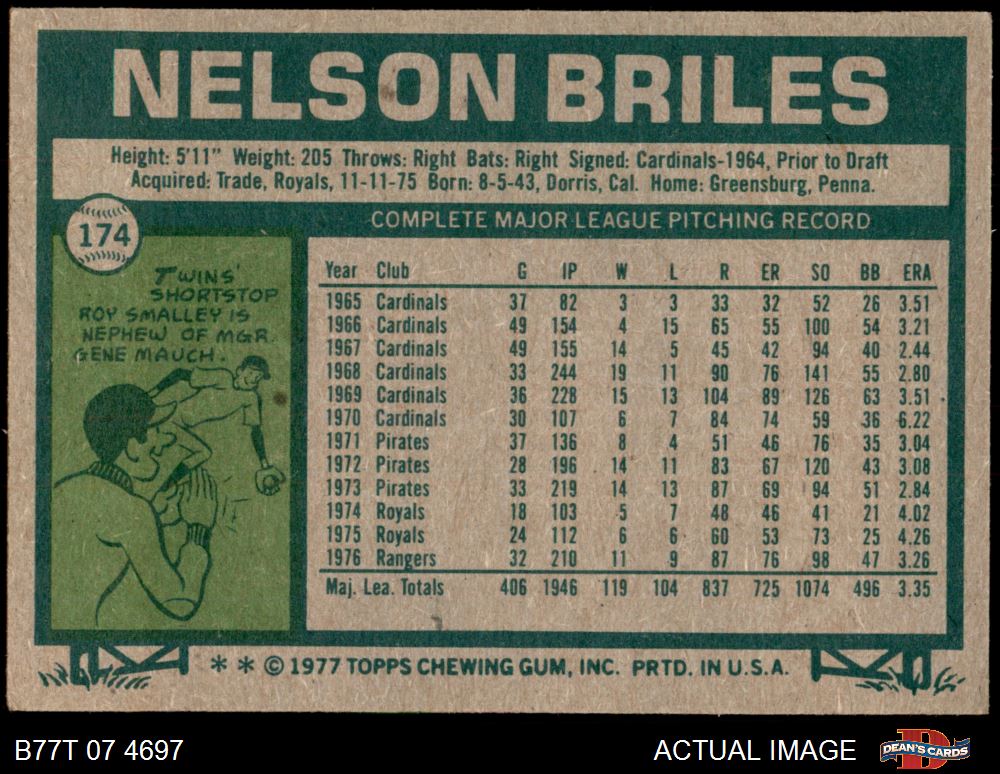 NELSON BRILES
Height: 5'11" Weight: 205 Throws: Right Bats: Right Signed: Cardinals-1964, Prior to Draft
Acquired: Trade, Royals, 11-11-75 Born: 8-5-43, Dorris, Cal. Home: Greensburg, Penna.
174
COMPLETE MAJOR LEAGUE PITCHING RECORD
TWINS'
SHORTSTOP
ROY SMALLEY IS
NEPHEW OF MGR.
GENE MAUCH.
Year Club G IP W L R ER SO BB ERA
1965 Cardinals 37 82 3 3 33 32 52 26 3.51
1966 Cardinals 49 154 4 15 65 55 100 54 3.21
1967 Cardinals 49 155 14 5 45 42 94 40 2.44
1968 Cardinals 33 244 19 11 90 76 141 55 2.80
1969 Cardinals 36 228 15 13 104 89 126 63 3.51
1970 Cardinals 30 107 6 7 84 74 59 36 6.22
1971 Pirates 37 136 8 4 51 46 76 35 3.04
1972 Pirates 28 196 14 11 83 67 120 43 3.08
1973 Pirates 33 219 14 13 87 69 94 51 2.84
1974 Royals 18 103 5 7 48 46 41 21 4.02
1975 Royals 24 112 6 6 60 53 73 25 4.26
1976 Rangers 32 210 11 9 87 76 98 47 3.26
Maj. Lea. Totals 406 1946 119 104 837 725 1074 496 3.35
* * © 1977 TOPPS CHEWING GUM, INC. PRTD. IN U.S.A.
B77T 07 4697
ACTUAL IMAGE
DEAN'S CARDS